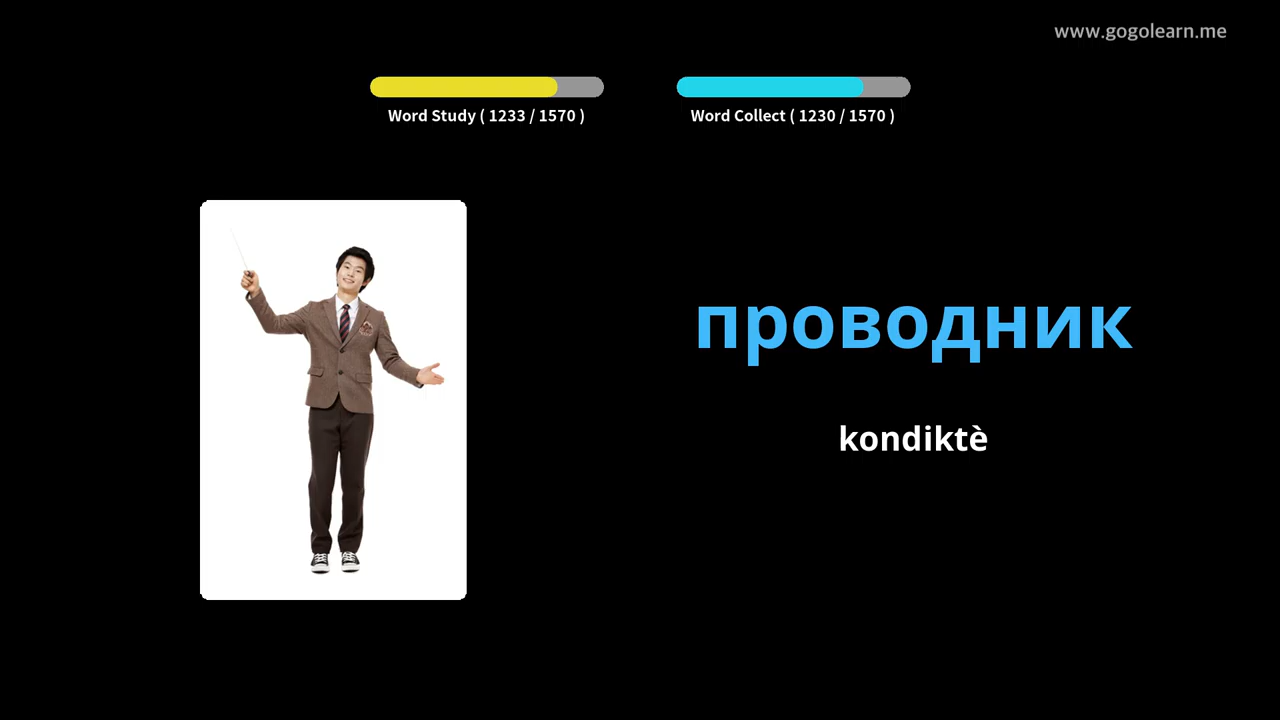 www.gogolearn.me
Word Study ( 1233 / 1570 )
Word Collect ( 1230 / 1570 )
проводник
kondiktè